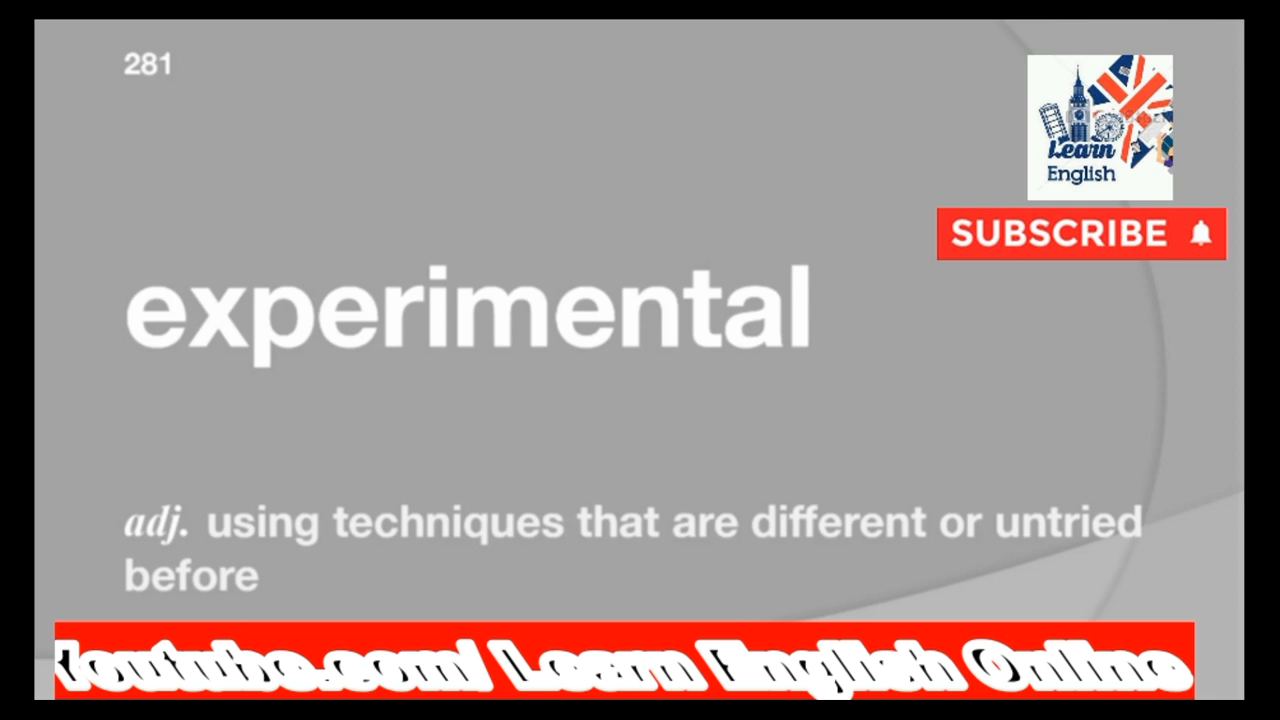 281
Learn
English
SUBSCRIBE
experimental
adj. using techniques that are different or untried
before
Youtube.com/ Learn English Online